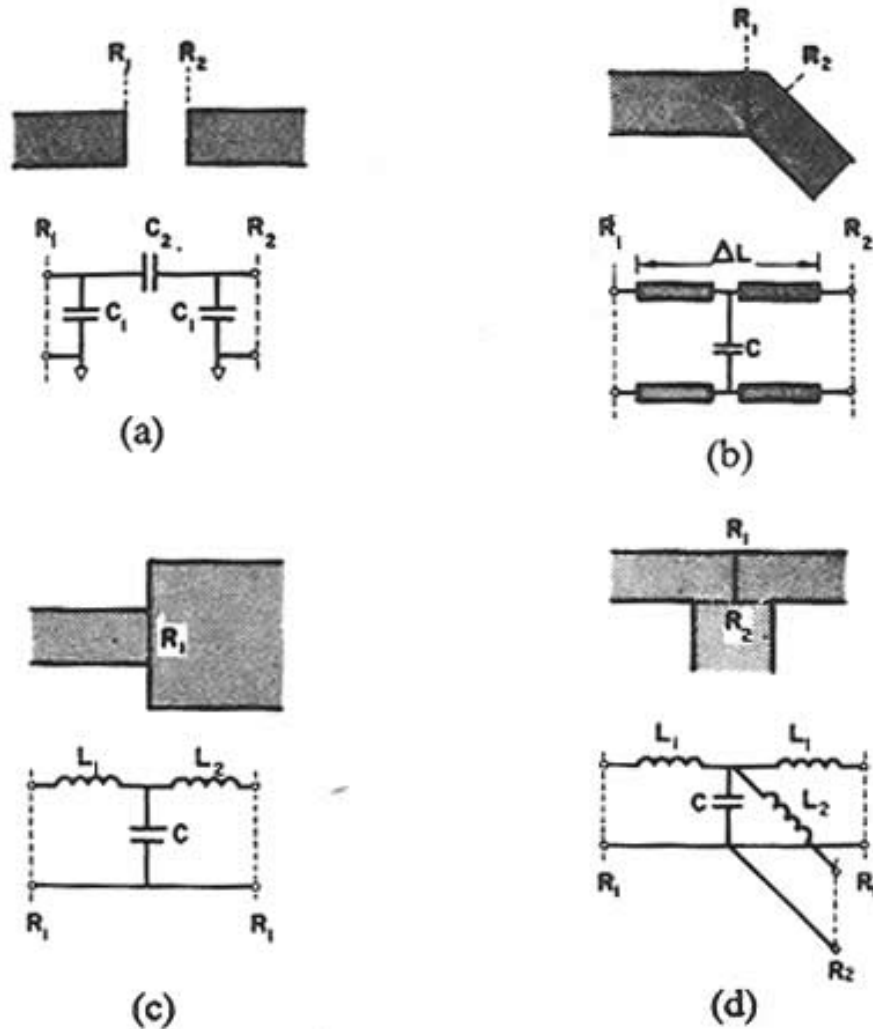 R₁ R₂
R₁ C₂ R₂
C₁ C₁
(a)
R₁
R₂
R₁ ΔL R₂
C
(b)
R₁
L₁ L₂
C
R₁ R₁
(c)
R₁
R₂
L₁ L₁
C L₂
R₁ R₁
R₂
(d)